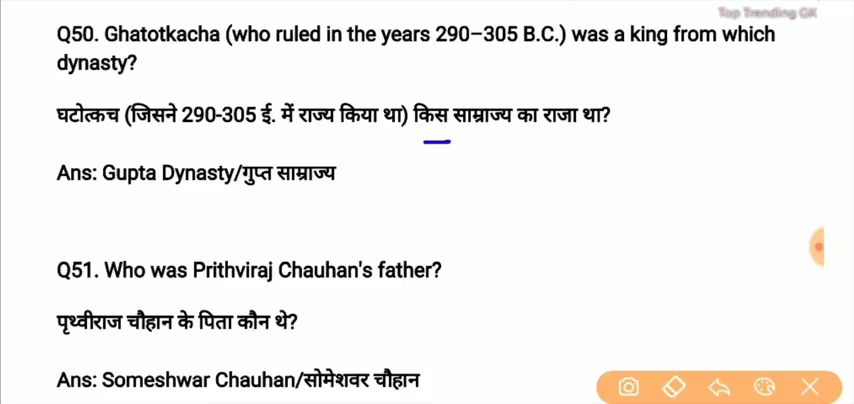 Top Trending GK
Q50. Ghatotkacha (who ruled in the years 290–305 B.C.) was a king from which
dynasty?
घटोत्कच (जिसने 290-305 ई. में राज्य किया था) किस साम्राज्य का राजा था?
Ans: Gupta Dynasty/गुप्त साम्राज्य
Q51. Who was Prithviraj Chauhan's father?
पृथ्वीराज चौहान के पिता कौन थे?
Ans: Someshwar Chauhan/सोमेशवर चौहान